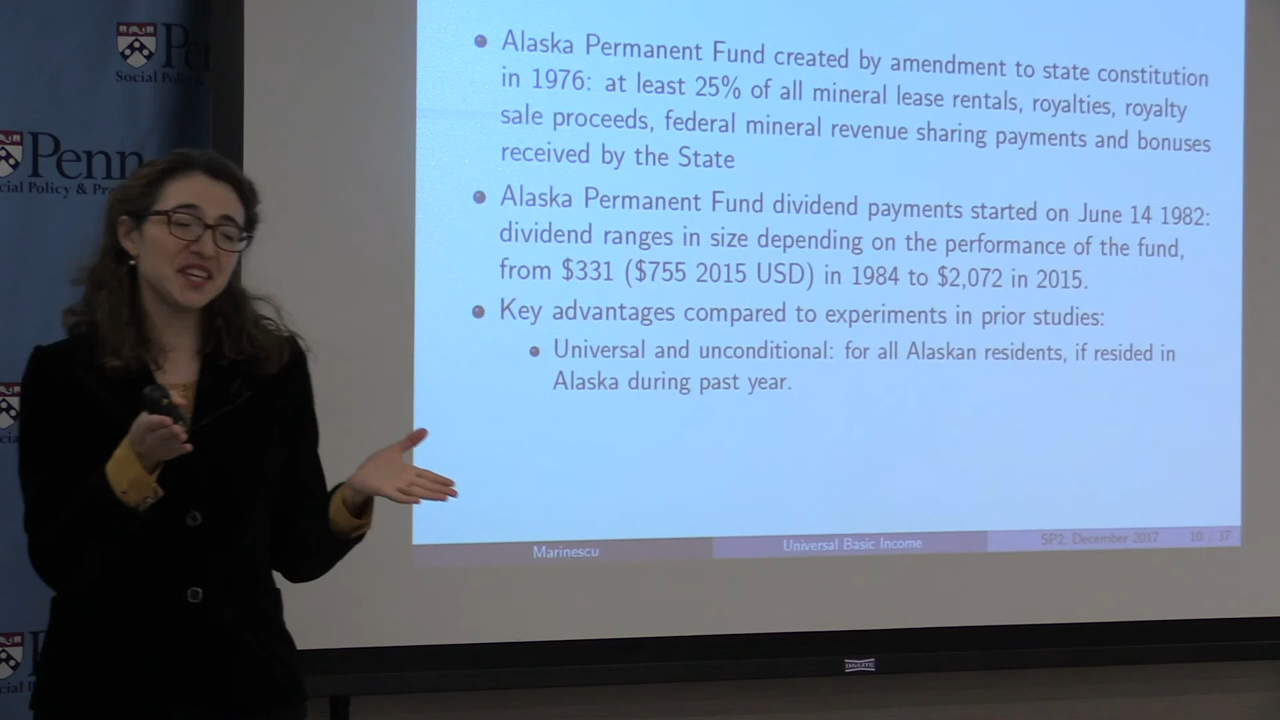 Social
Penn
cial Policy & Pra
• Alaska Permanent Fund created by amendment to state constitution
in 1976: at least 25% of all mineral lease rentals, royalties, royalty
sale proceeds, federal mineral revenue sharing payments and bonuses
received by the State
• Alaska Permanent Fund dividend payments started on June 14 1982:
dividend ranges in size depending on the performance of the fund,
from $331 ($755 2015 USD) in 1984 to $2,072 in 2015.
• Key advantages compared to experiments in prior studies:
• Universal and unconditional: for all Alaskan residents, if resided in
Alaska during past year.
Marinescu
Universal Basic Income
SP2, December 2017
10 / 37
DA-LITE